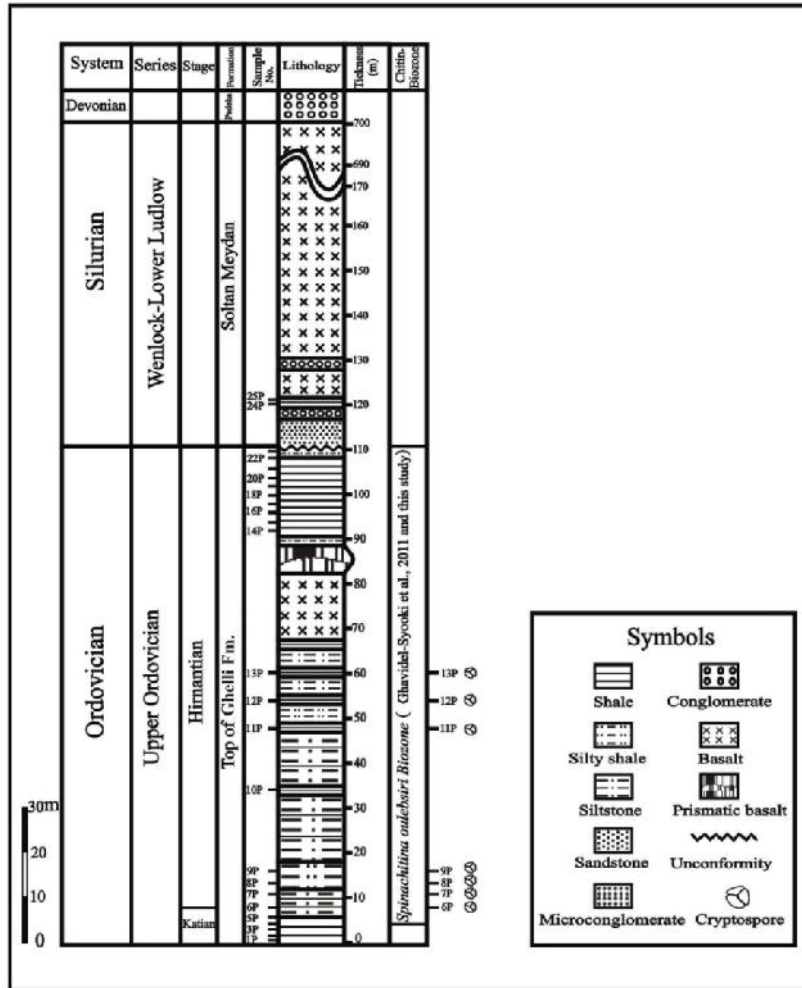 System Series Stage Formation Sample No. Lithology Tickness (m) Chitin-Biozone
Devonian
Padeha
Silurian
Wenlock-Lower Ludlow
Soltan Meydan
Ordovician
Upper Ordovician
Hirnantian
Katian
Top of Ghelli Fm.
25P
24P
22P
20P
18P
16P
14P
13P
12P
11P
10P
9P
8P
7P
6P
5P
3P
1P
700
690
170
160
150
140
130
120
110
100
90
80
70
60
50
40
30
20
10
0
Spinachitina oulebsiri Biozone ( Ghavidel-Syooki et al., 2011 and this study)
13P
12P
11P
9P
8P
7P
6P
30m
20
10
0
Symbols
Shale
Conglomerate
Silty shale
Basalt
Siltstone
Prismatic basalt
Sandstone
Unconformity
Microconglomerate
Cryptospore